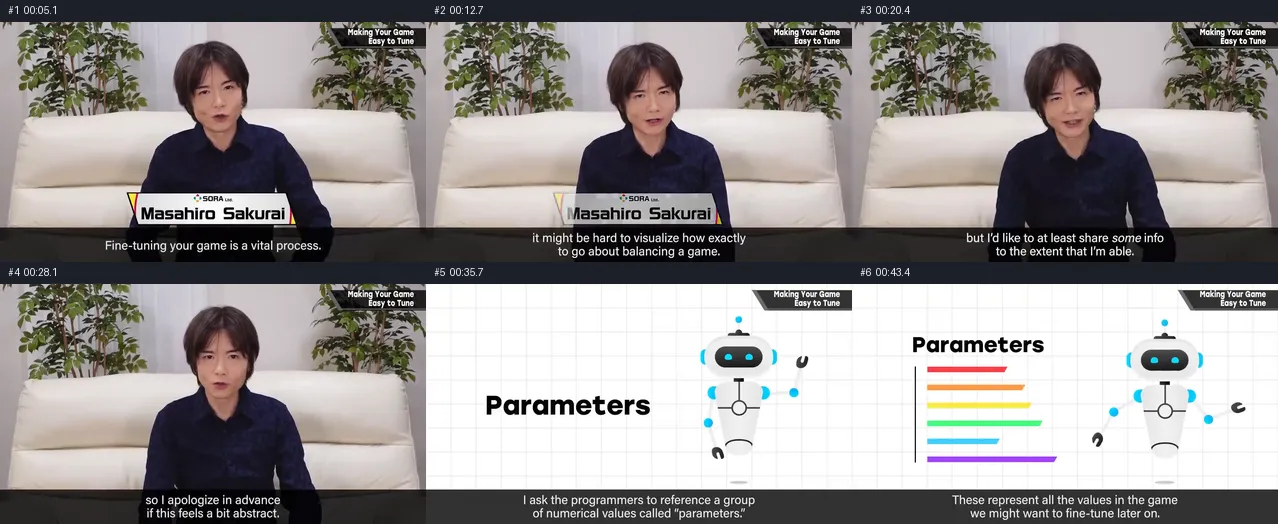 #1 00:05.1
Making Your Game
Easy to Tune
SORA Ltd.
Masahiro Sakurai
Fine-tuning your game is a vital process.
#2 00:12.7
Making Your Game
Easy to Tune
SORA Ltd.
Masahiro Sakurai
it might be hard to visualize how exactly
to go about balancing a game.
#3 00:20.4
Making Your Game
Easy to Tune
but I'd like to at least share some info
to the extent that I'm able.
#4 00:28.1
Making Your Game
Easy to Tune
so I apologize in advance
if this feels a bit abstract.
#5 00:35.7
Making Your Game
Easy to Tune
Parameters
I ask the programmers to reference a group
of numerical values called “parameters.”
#6 00:43.4
Making Your Game
Easy to Tune
Parameters
These represent all the values in the game
we might want to fine-tune later on.